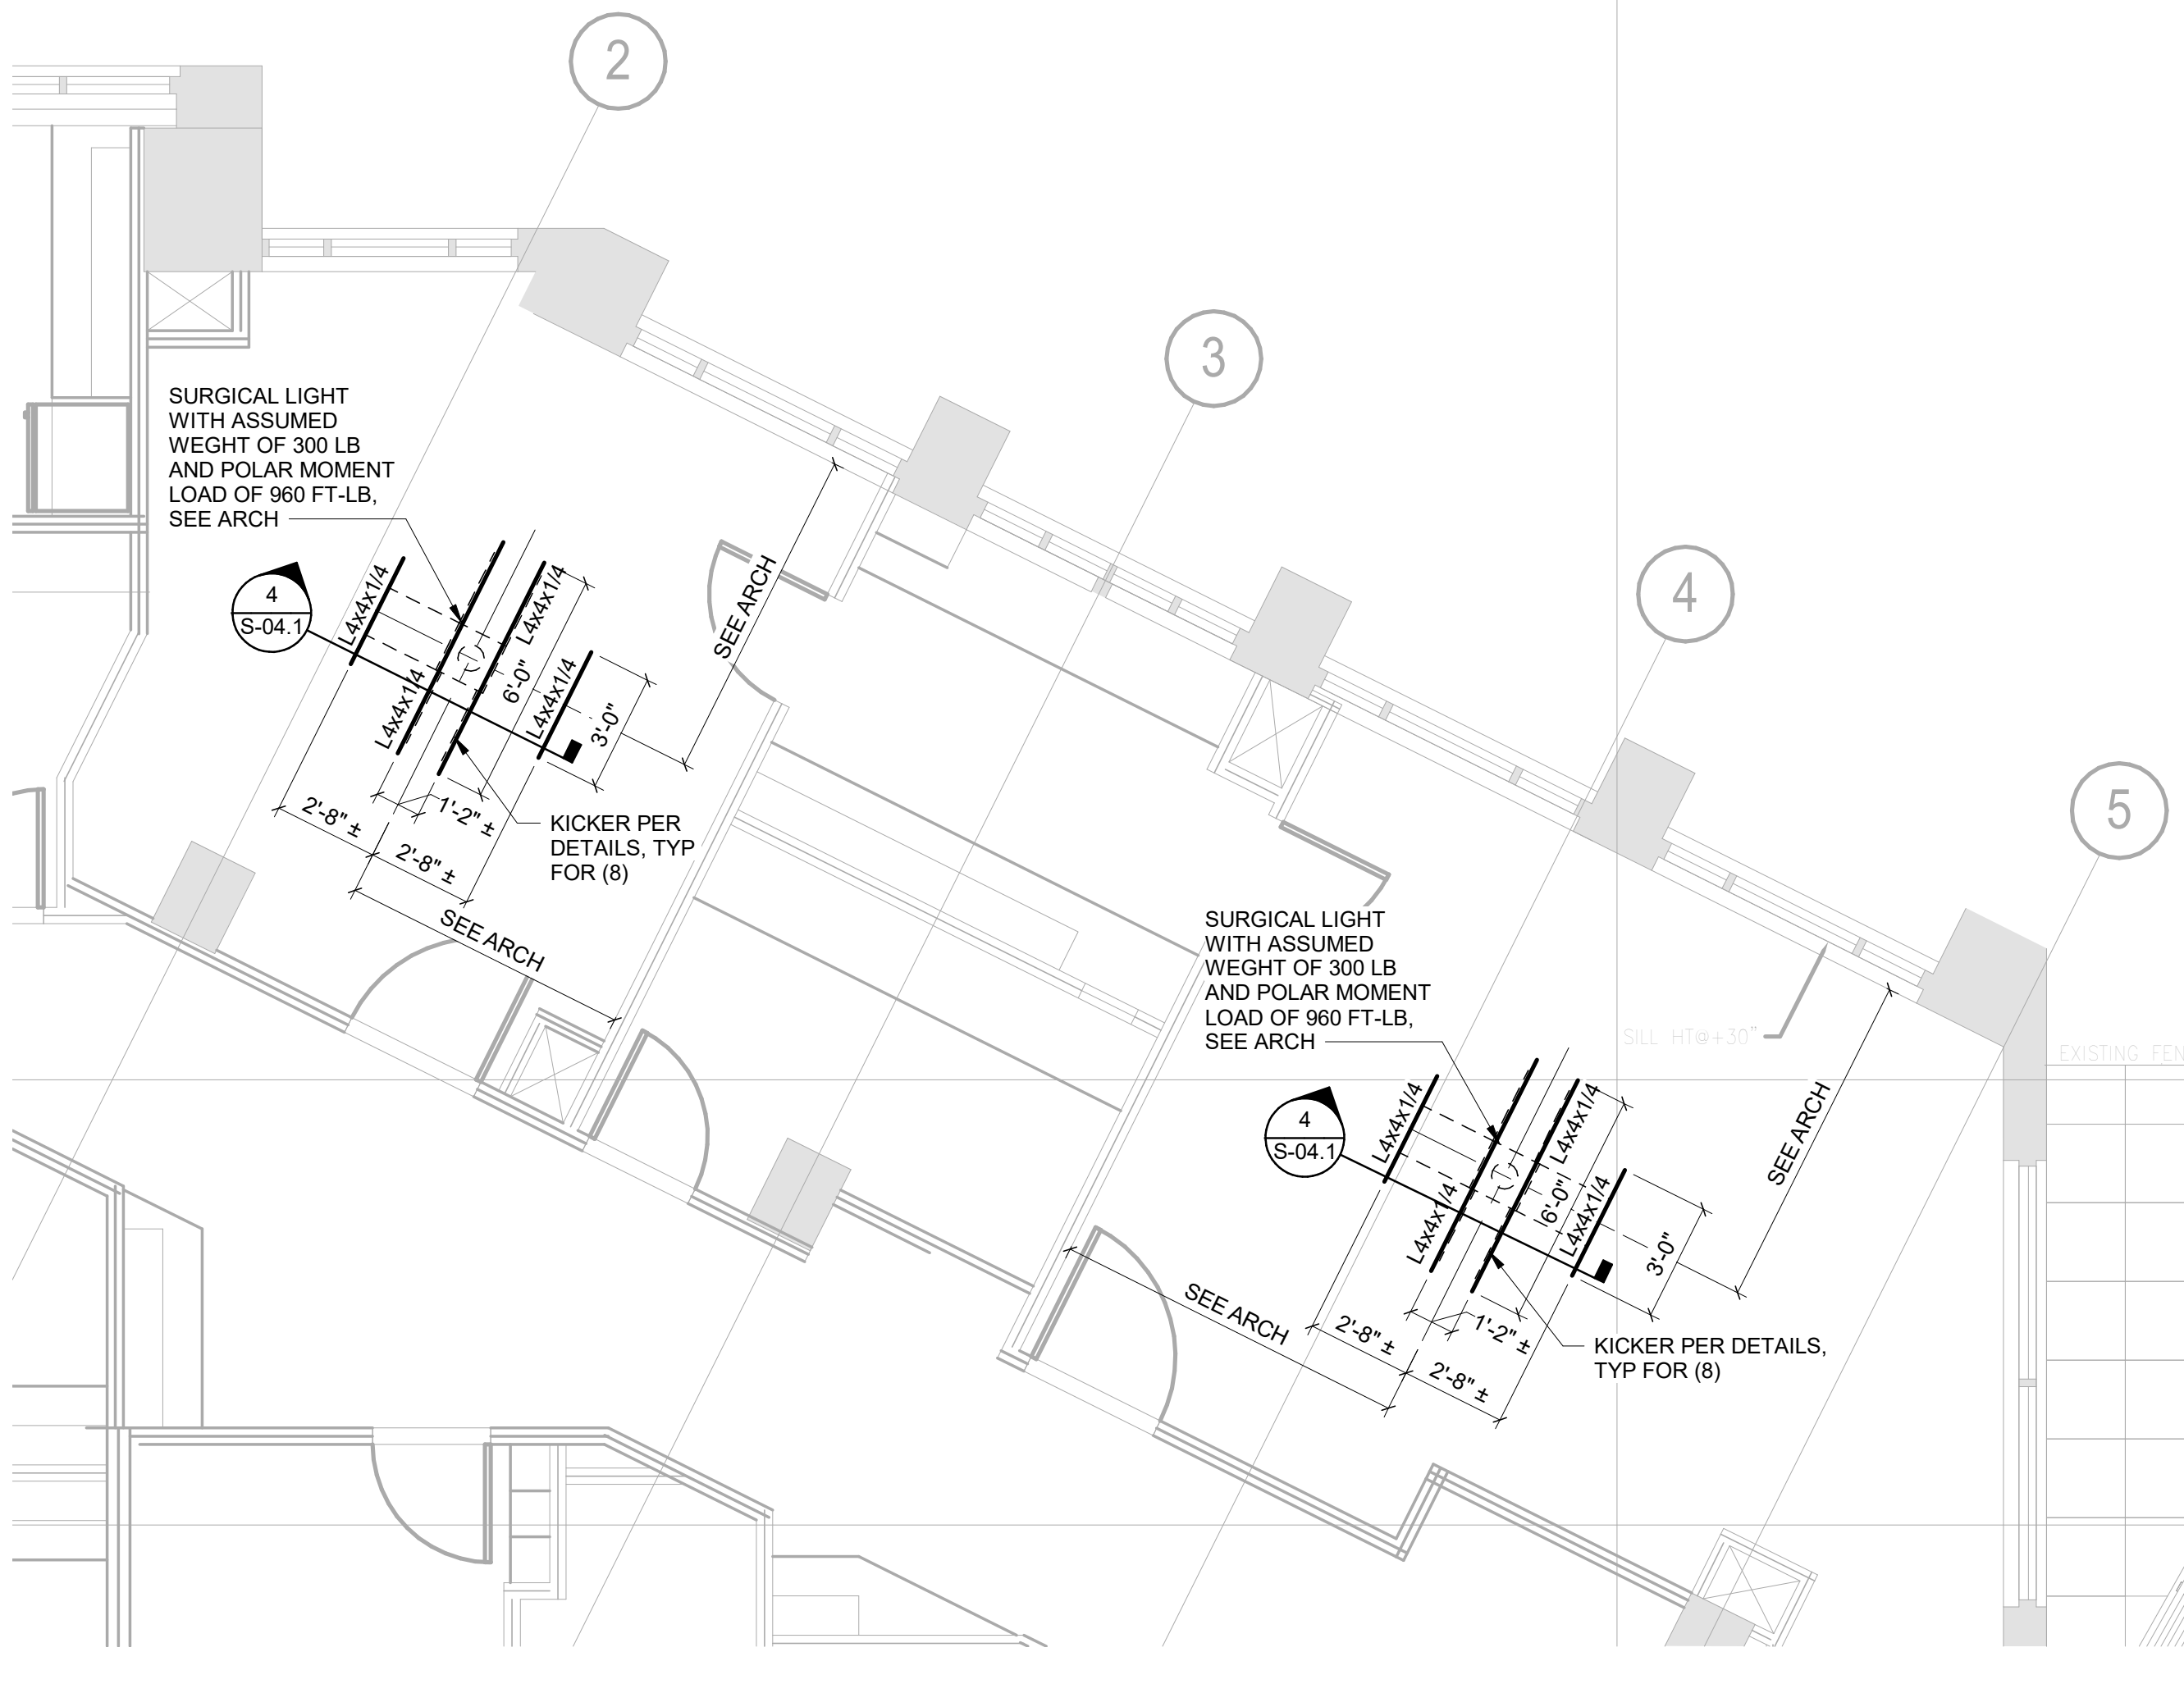 2
3
4
5
SURGICAL LIGHT
WITH ASSUMED
WEGHT OF 300 LB
AND POLAR MOMENT
LOAD OF 960 FT-LB,
SEE ARCH
4
S-04.1
L4x4x1/4
L4x4x1/4
L4x4x1/4
L4x4x1/4
6'-0"
3'-0"
SEE ARCH
2'-8" ±
1'-2" ±
2'-8" ±
SEE ARCH
KICKER PER
DETAILS, TYP
FOR (8)
SURGICAL LIGHT
WITH ASSUMED
WEGHT OF 300 LB
AND POLAR MOMENT
LOAD OF 960 FT-LB,
SEE ARCH
SILL HT@+30"
EXISTING FEN
4
S-04.1
L4x4x1/4
L4x4x1/4
L4x4x1/4
L4x4x1/4
6'-0"
3'-0"
SEE ARCH
SEE ARCH
2'-8" ±
1'-2" ±
2'-8" ±
KICKER PER DETAILS,
TYP FOR (8)